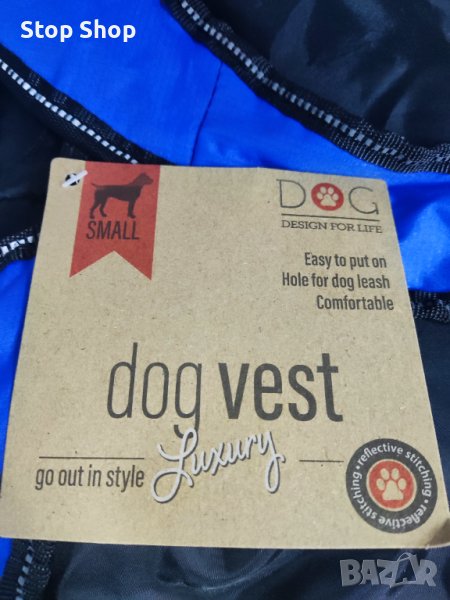 Stop Shop
SMALL
DOG
DESIGN FOR LIFE
Easy to put on
Hole for dog leash
Comfortable
dog vest
go out in style Luxury
reflective stitching • reflective stitching •
BAZAR